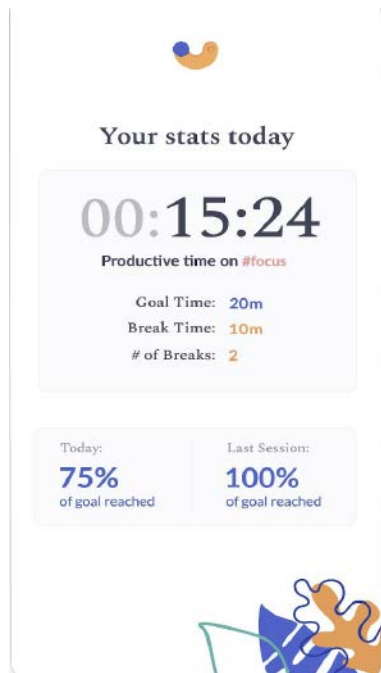 Your stats today
00:15:24
Productive time on #focus
Goal Time: 20m
Break Time: 10m
# of Breaks: 2
Today:
75%
of goal reached
Last Session:
100%
of goal reached